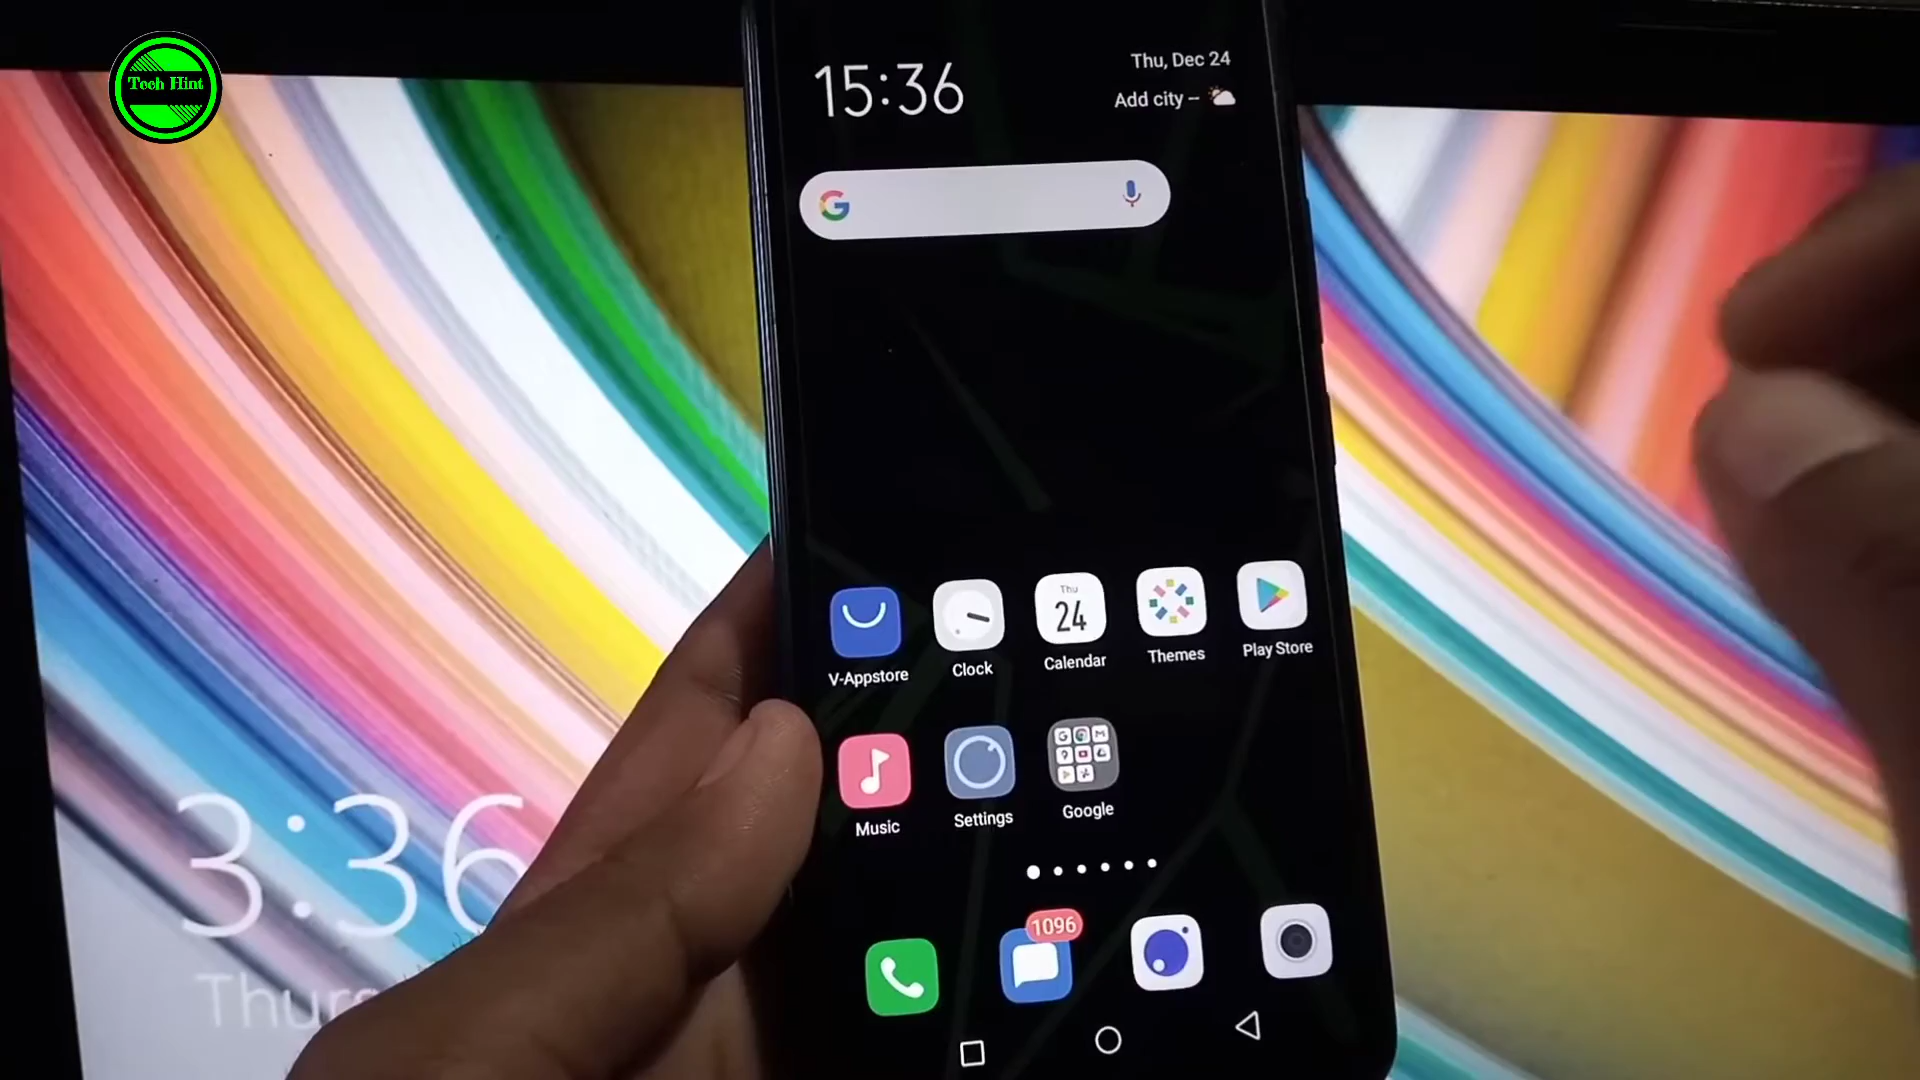 Tech Hint
15:36
Thu, Dec 24
Add city –
V-Appstore
Clock
Thu
24
Calendar
Themes
Play Store
Music
Settings
Google
1096
3:36